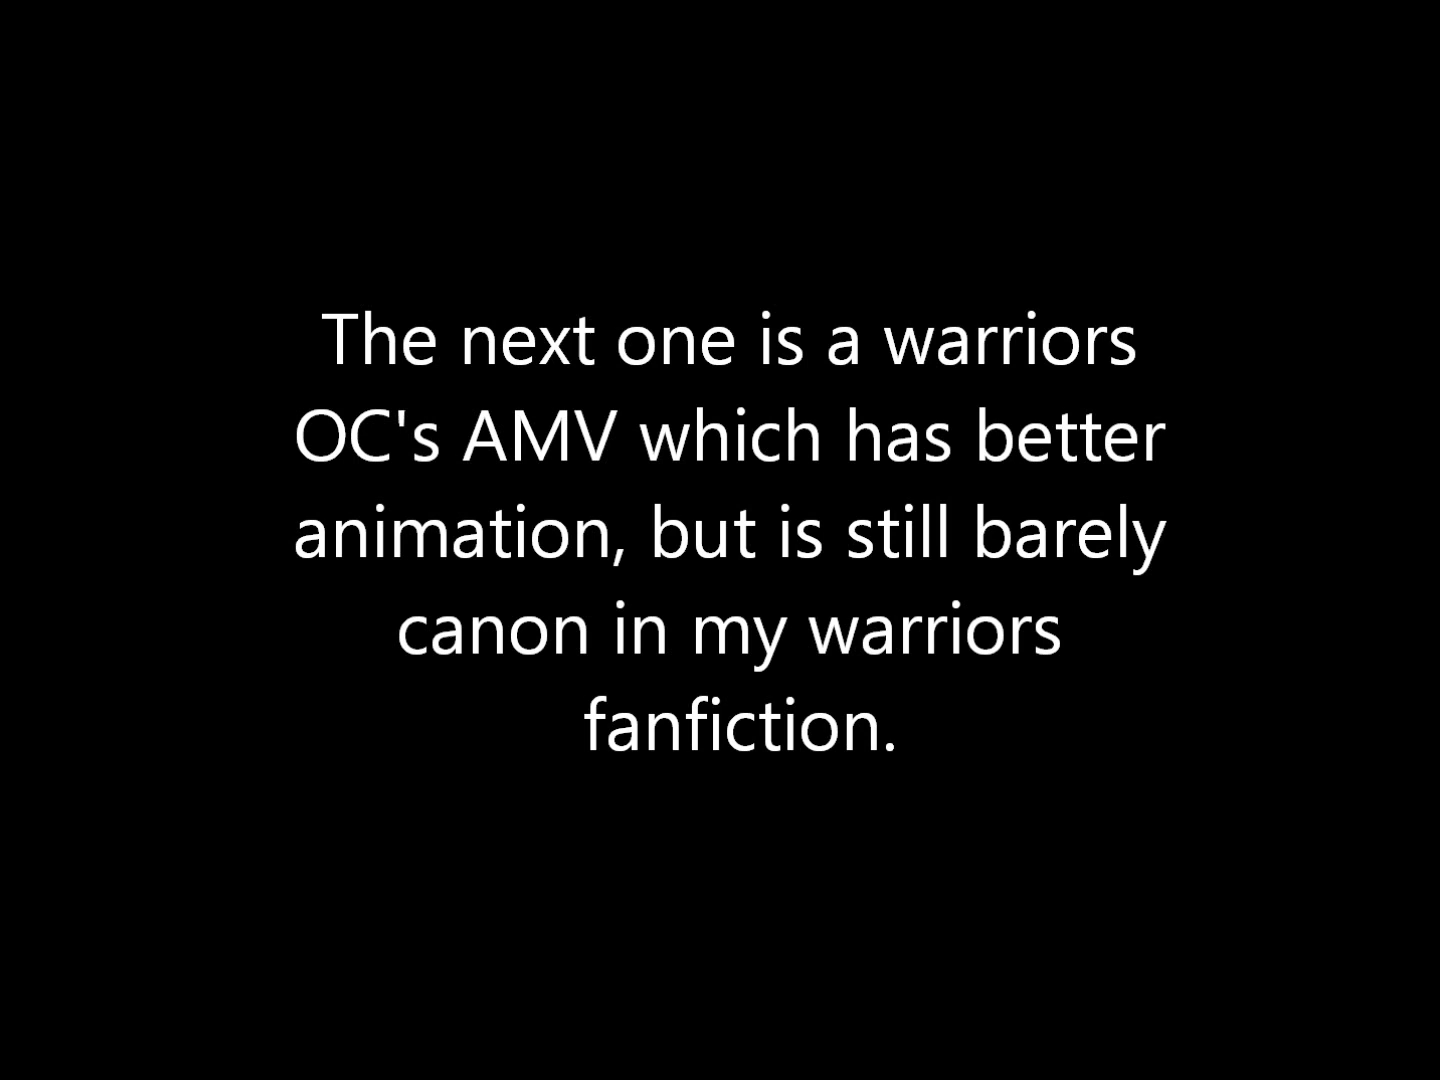 The next one is a warriors
OC's AMV which has better
animation, but is still barely
canon in my warriors
fanfiction.